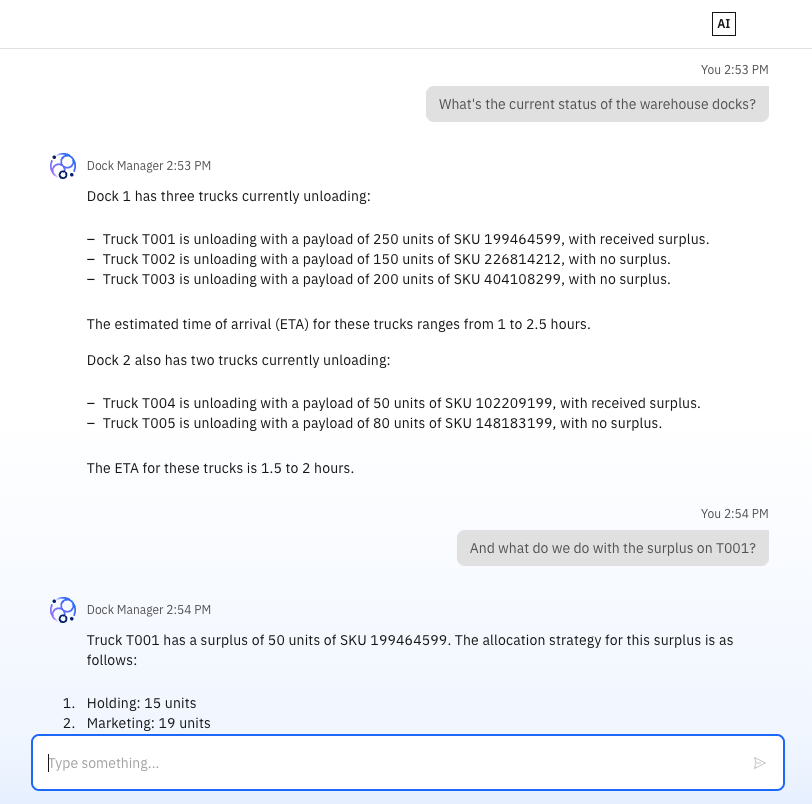 AI
You 2:53 PM
What's the current status of the warehouse docks?
Dock Manager 2:53 PM
Dock 1 has three trucks currently unloading:
– Truck T001 is unloading with a payload of 250 units of SKU 199464599, with received surplus.
– Truck T002 is unloading with a payload of 150 units of SKU 226814212, with no surplus.
– Truck T003 is unloading with a payload of 200 units of SKU 404108299, with no surplus.
The estimated time of arrival (ETA) for these trucks ranges from 1 to 2.5 hours.
Dock 2 also has two trucks currently unloading:
– Truck T004 is unloading with a payload of 50 units of SKU 102209199, with received surplus.
– Truck T005 is unloading with a payload of 80 units of SKU 148183199, with no surplus.
The ETA for these trucks is 1.5 to 2 hours.
You 2:54 PM
And what do we do with the surplus on T001?
Dock Manager 2:54 PM
Truck T001 has a surplus of 50 units of SKU 199464599. The allocation strategy for this surplus is as
follows:
1. Holding: 15 units
2. Marketing: 19 units
Type something...